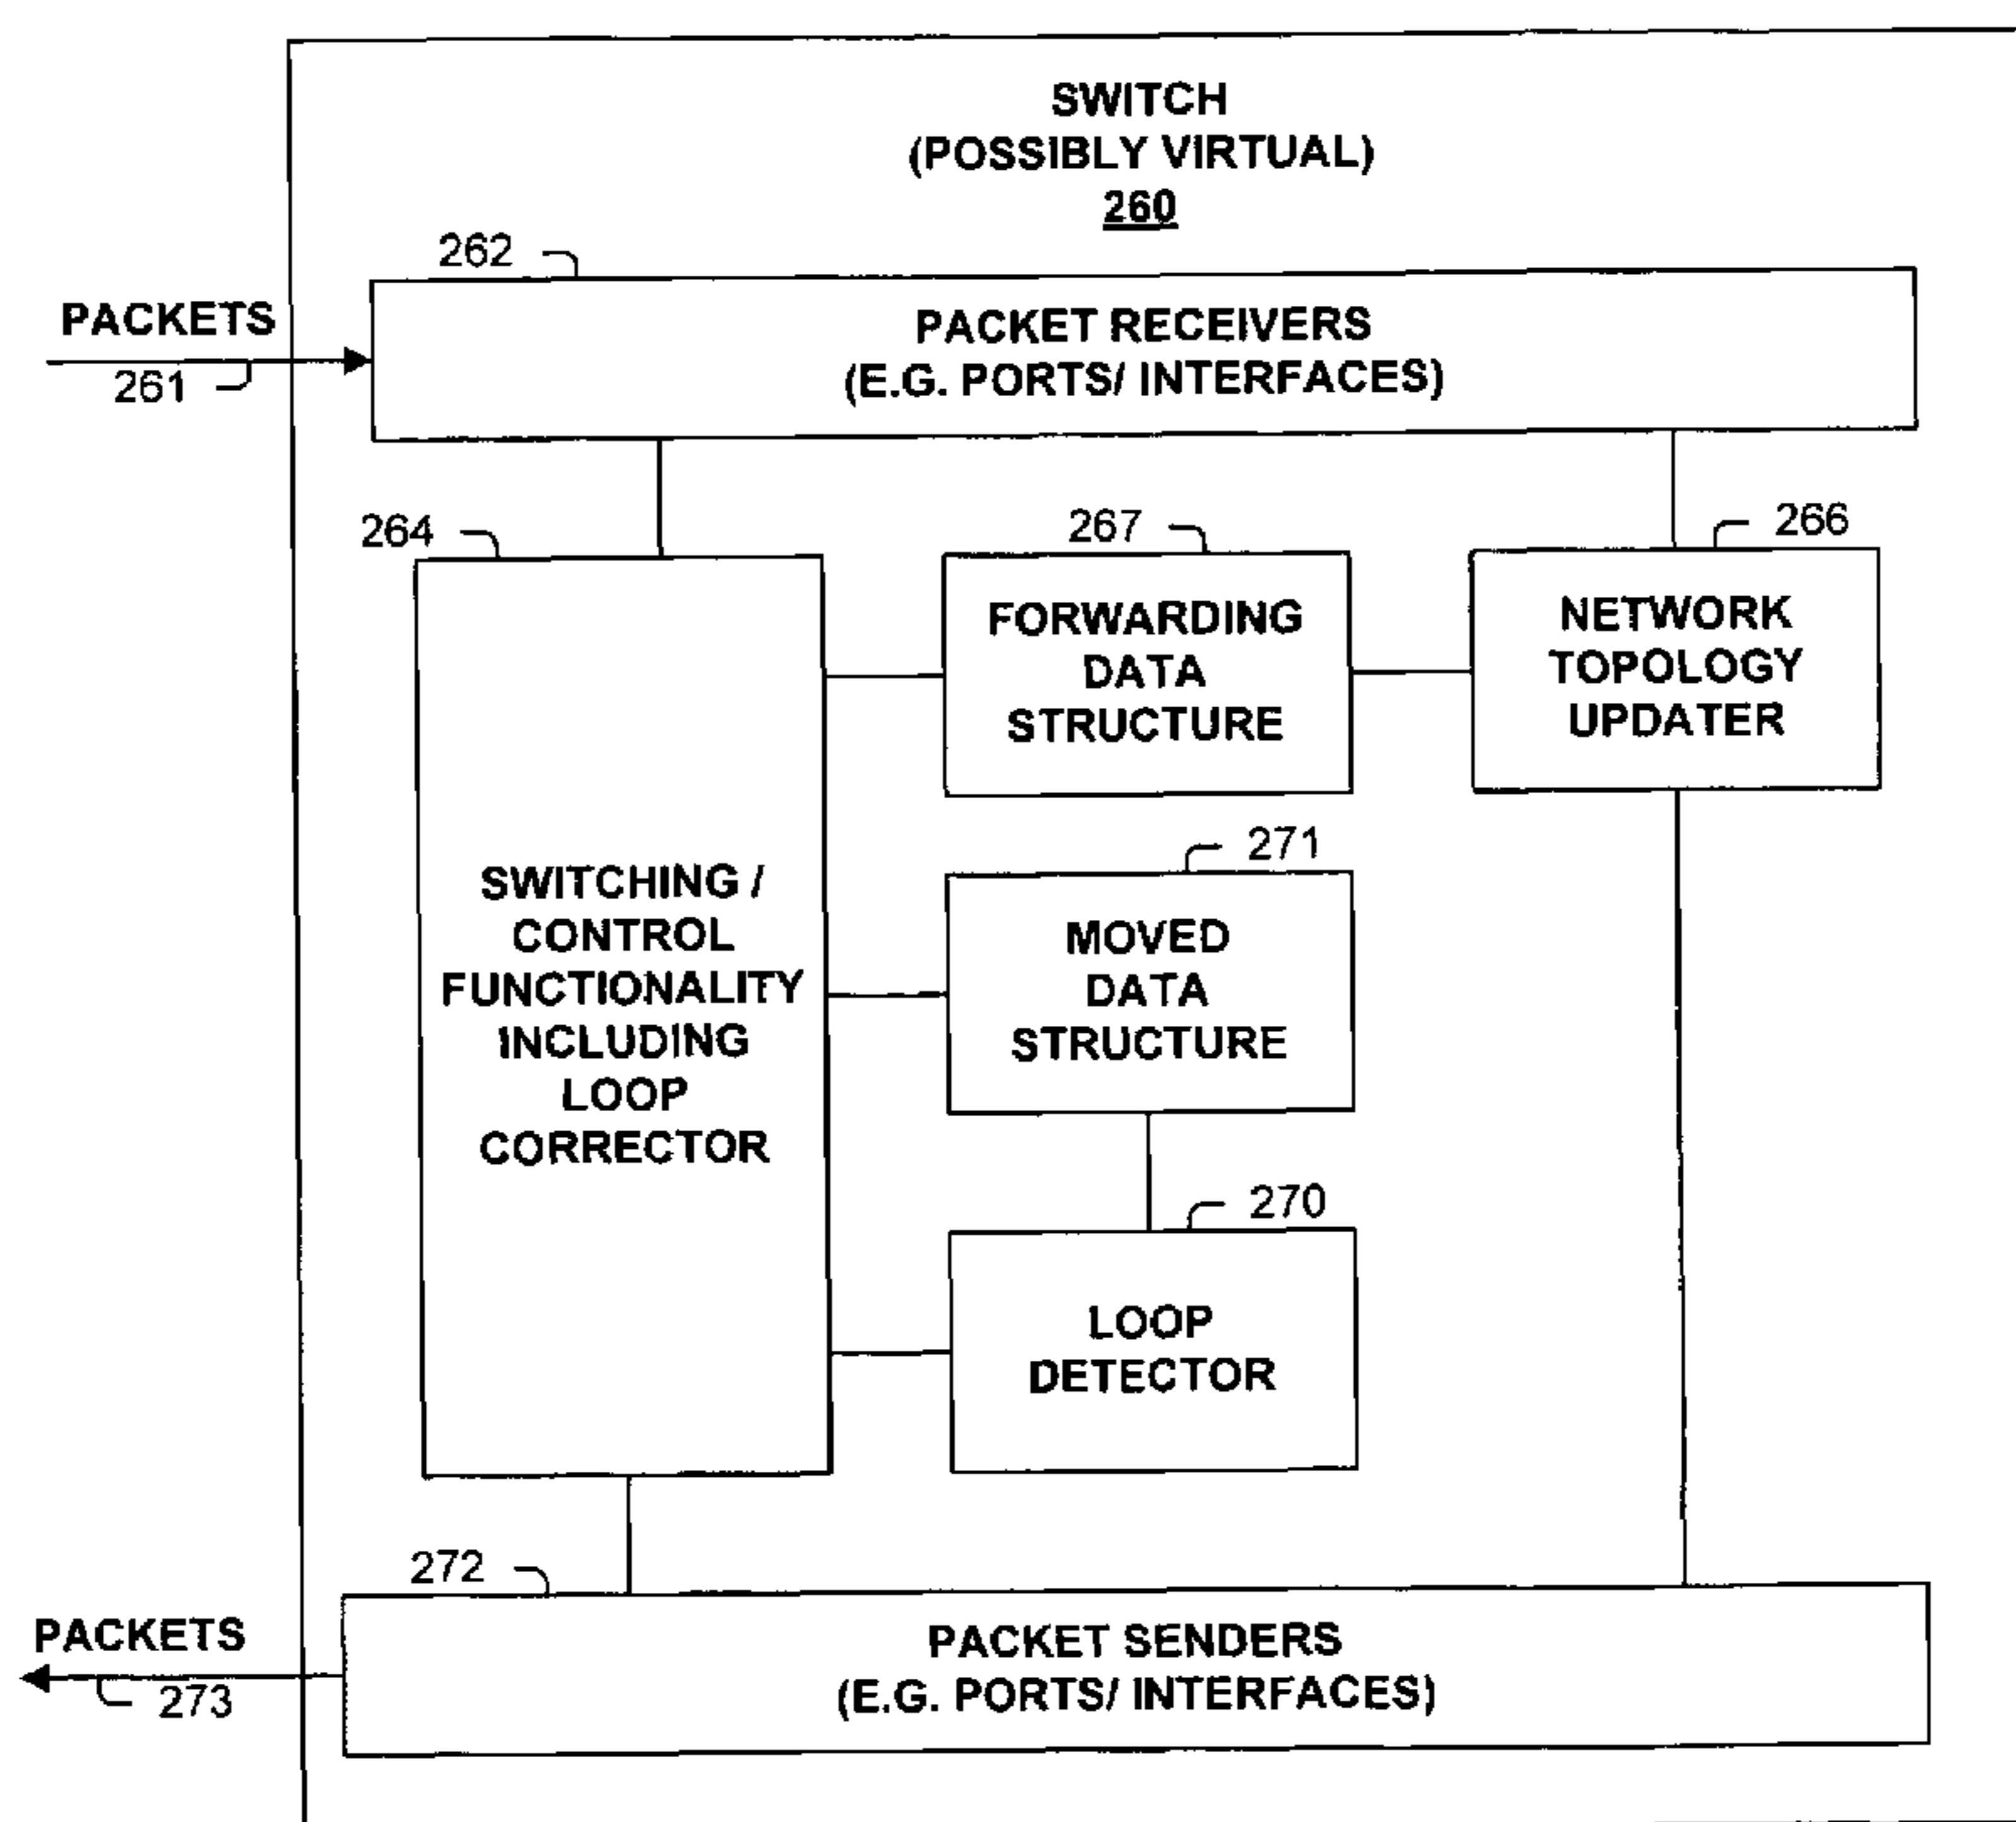 SWITCH
(POSSIBLY VIRTUAL)
260
262
PACKETS
261
PACKET RECEIVERS
(E.G. PORTS/ INTERFACES)
264
267
266
FORWARDING
DATA
STRUCTURE
NETWORK
TOPOLOGY
UPDATER
271
SWITCHING /
CONTROL
FUNCTIONALITY
INCLUDING
LOOP
CORRECTOR
MOVED
DATA
STRUCTURE
270
LOOP
DETECTOR
272
PACKETS
273
PACKET SENDERS
(E.G. PORTS/ INTERFACES)